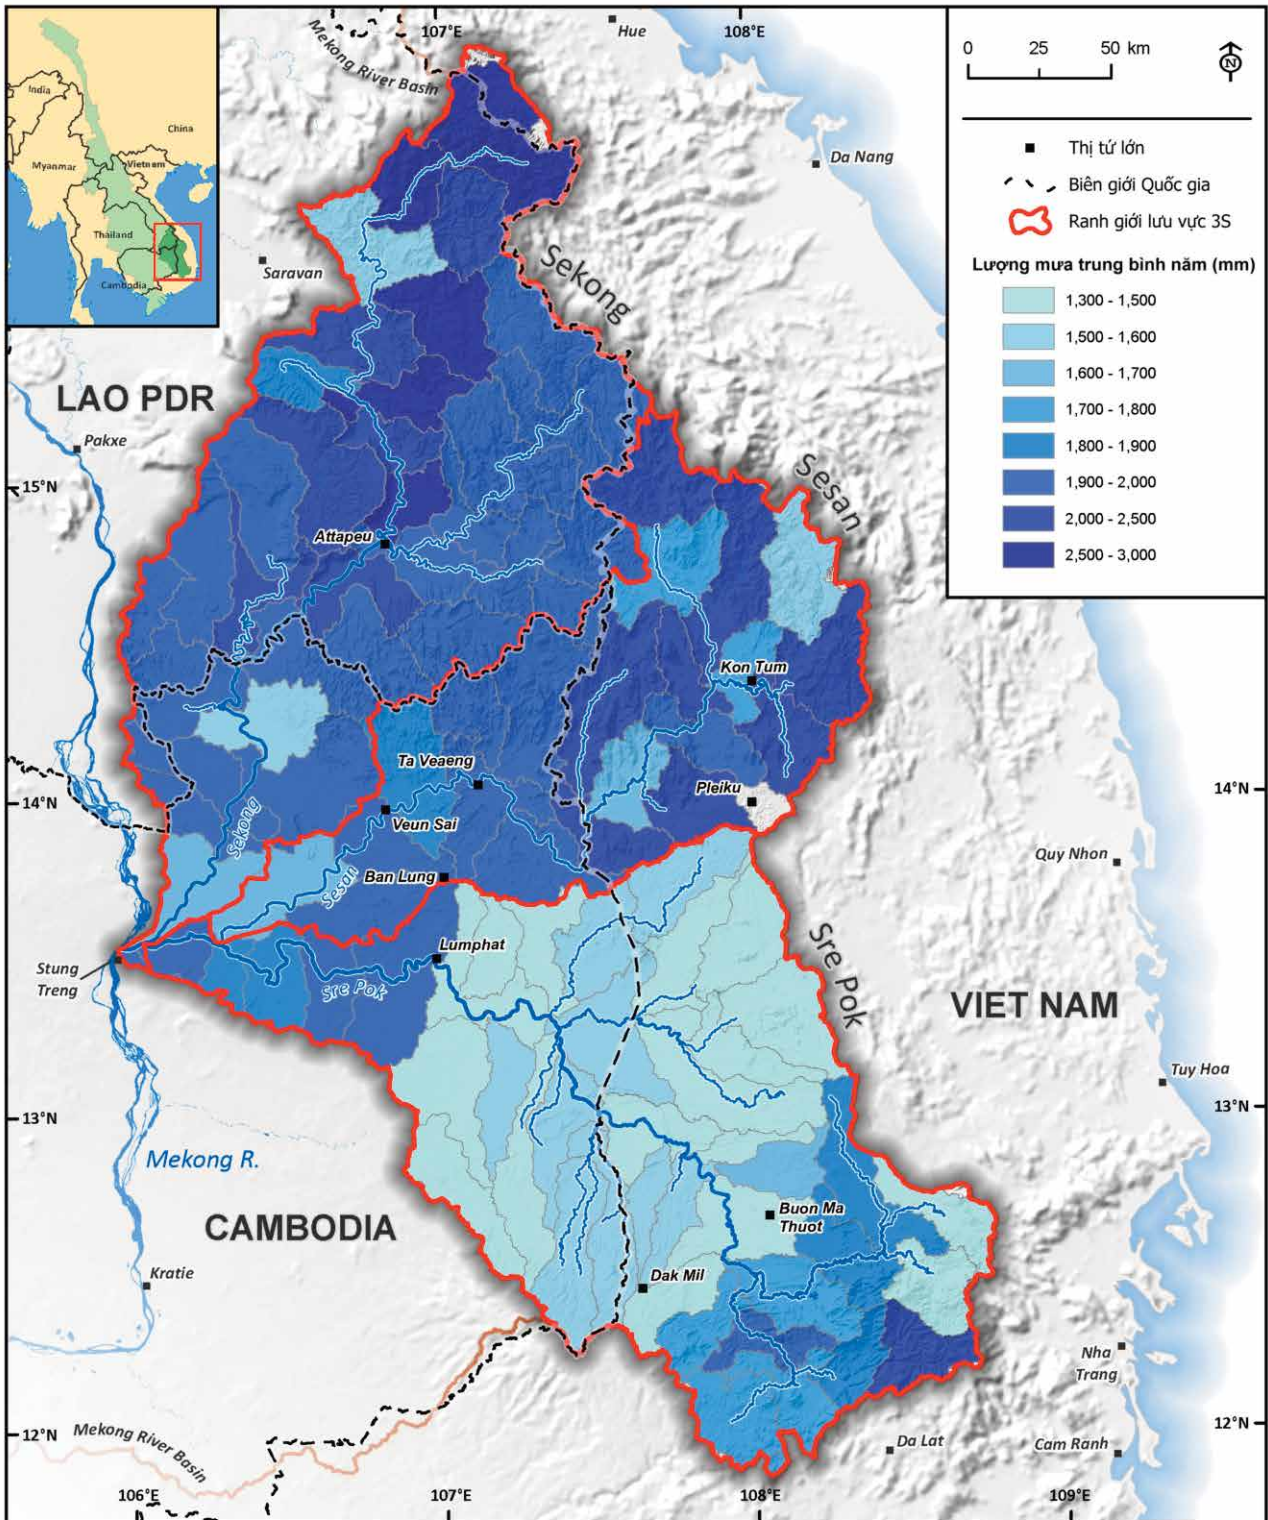 107°E
108°E
Hue
Mekong River Basin
India
China
Myanmar
Vietnam
Thailand
Cambodia
0 25 50 km
N
Thị tứ lớn
Biên giới Quốc gia
Ranh giới lưu vực 3S
Lượng mưa trung bình năm (mm)
1,300 - 1,500
1,500 - 1,600
1,600 - 1,700
1,700 - 1,800
1,800 - 1,900
1,900 - 2,000
2,000 - 2,500
2,500 - 3,000
Da Nang
Saravan
Sekong
LAO PDR
Pakxe
15°N
Sesan
Attapeu
Kon Tum
Ta Veaeng
Pleiku
14°N
14°N
Veun Sai
Sekong
Quy Nhon
Ban Lung
Sesan
Lumphat
Sre Pok
Stung
Treng
Sre Pok
VIET NAM
Tuy Hoa
13°N
13°N
Mekong R.
CAMBODIA
Buon Ma
Thuot
Kratie
Dak Mil
Nha
Trang
12°N
12°N
Mekong River Basin
Da Lat
Cam Ranh
106°E
107°E
108°E
109°E